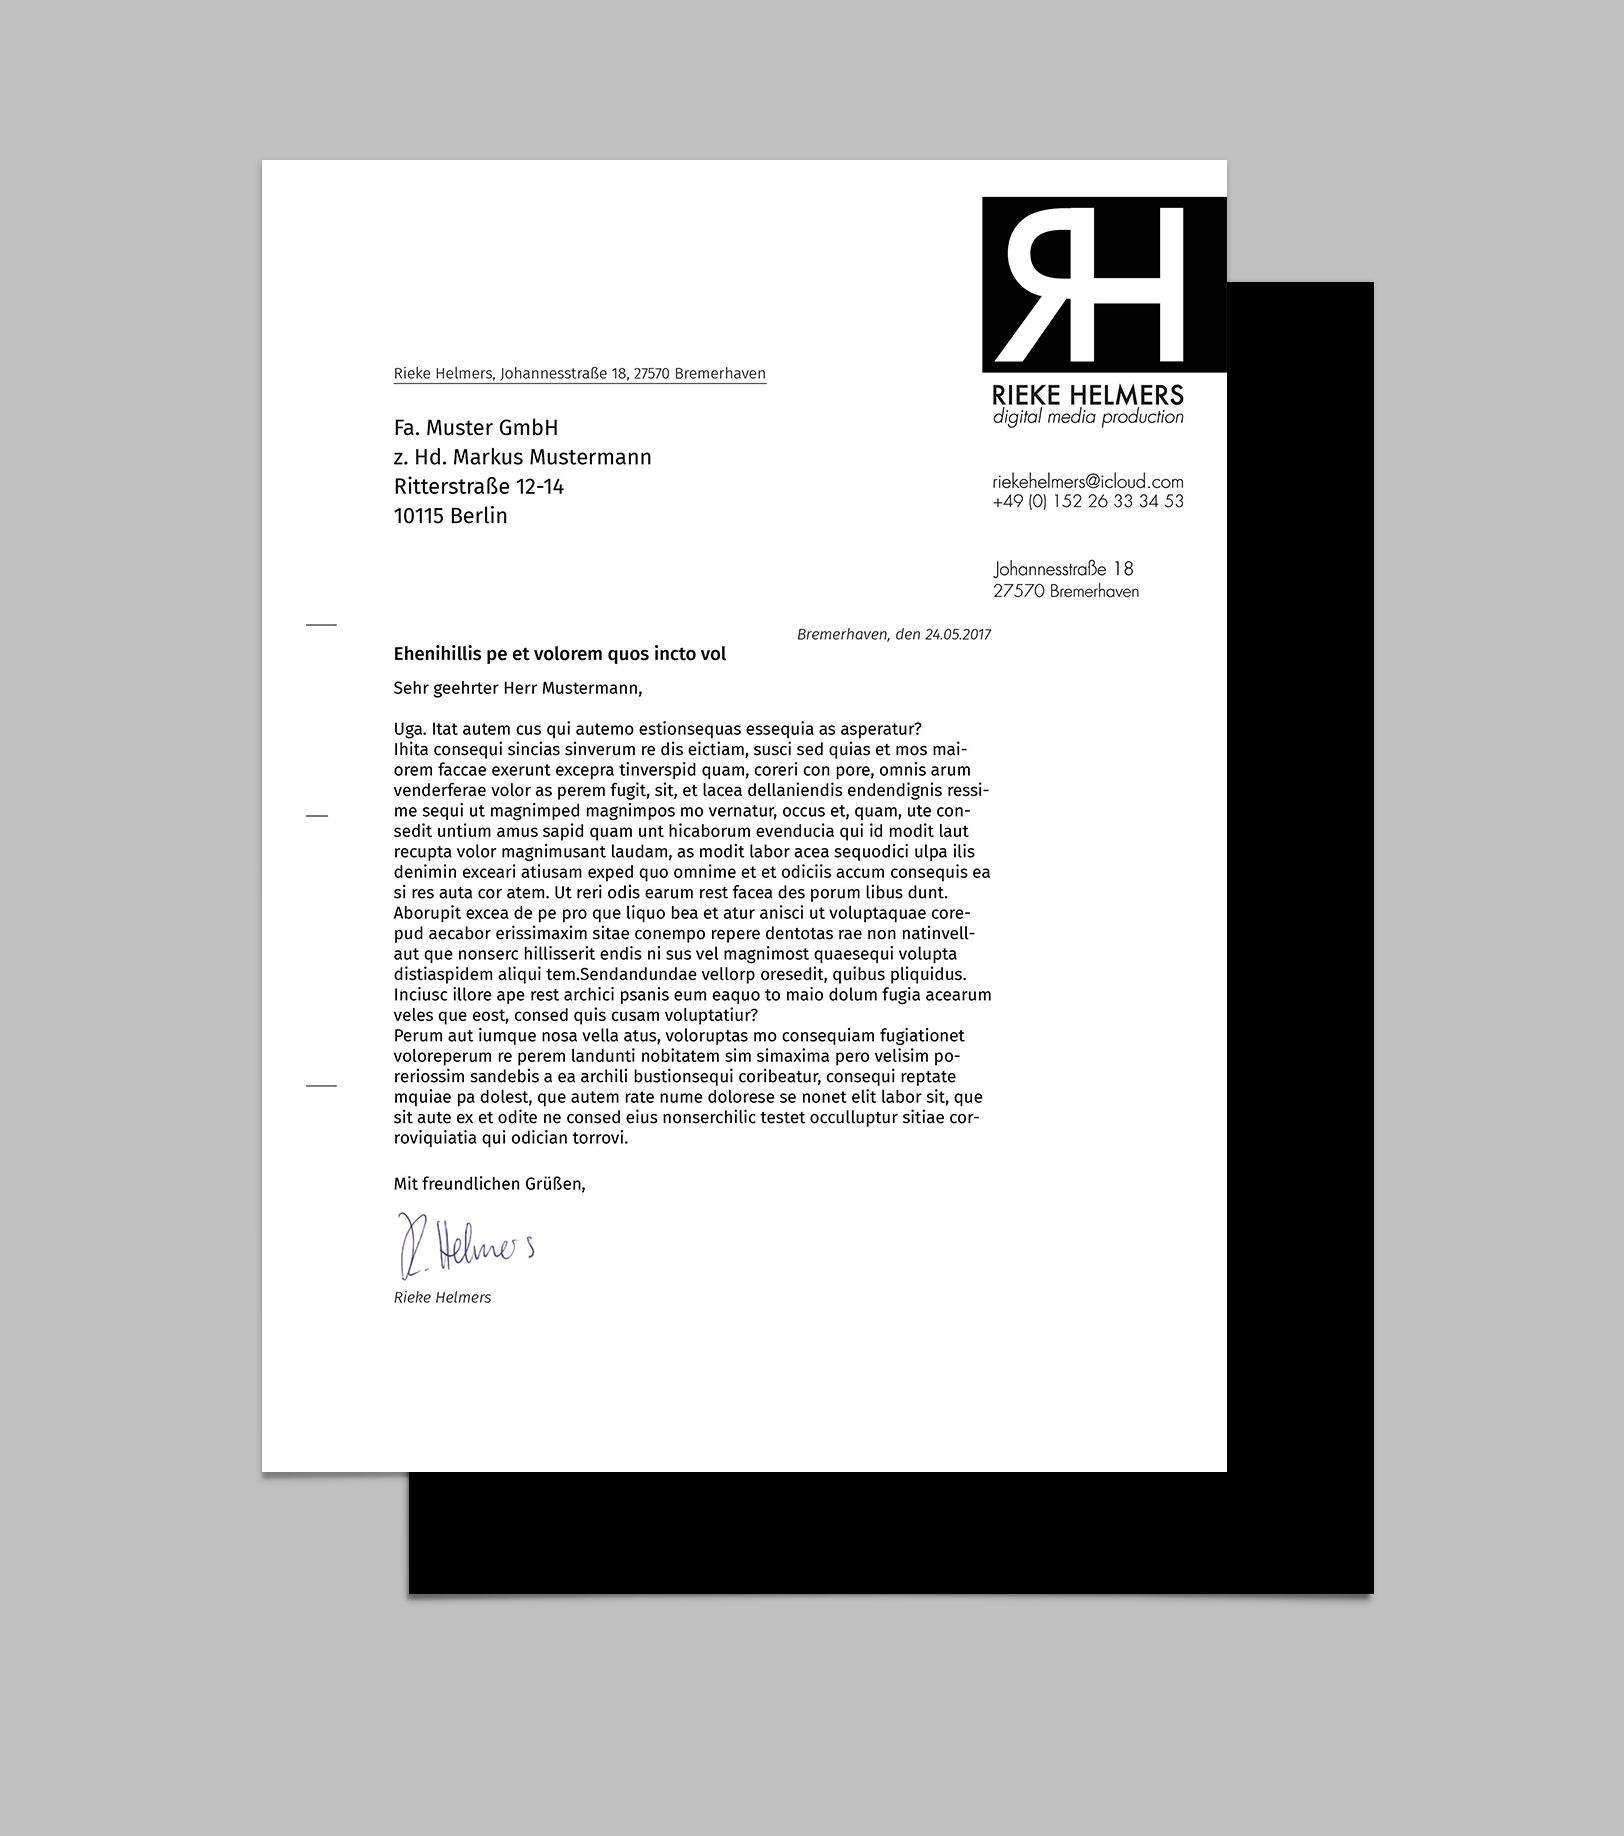 RH
RIEKE HELMERS
digital media production
riekehelmers@icloud.com
+49 (0) 152 26 33 34 53
Johannesstraße 18
27570 Bremerhaven
Rieke Helmers, Johannesstraße 18, 27570 Bremerhaven
Fa. Muster GmbH
z. Hd. Markus Mustermann
Ritterstraße 12-14
10115 Berlin
Bremerhaven, den 24.05.2017
Ehenihillis pe et volorem quos incto vol
Sehr geehrter Herr Mustermann,
Uga. Itat autem cus qui autemo estionsequas essequia as asperatur?
Ihita consequi sincias sinverum re dis eictiam, susci sed quias et mos mai-
orem faccae exerunt excepra tinverspid quam, coreri con pore, omnis arum
venderferae volor as perem fugit, sit, et lacea dellaniendis endendignis ressi-
me sequi ut magnimped magnimpos mo vernatur, occus et, quam, ute con-
sedit untium amus sapid quam unt hicaborum evenducia qui id modit laut
recupta volor magnimusant laudam, as modit labor acea sequodici ulpa ilis
denimin exceari atiusam exped quo omnime et et odiciis accum consequis ea
si res auta cor atem. Ut reri odis earum rest facea des porum libus dunt.
Aborupit excea de pe pro que liquo bea et atur anisci ut voluptaquae core-
pud aecabor erissimaxim sitae conempo repere dentotas rae non natinvell-
aut que nonserc hillisserit endis ni sus vel magnimost quaesequi volupta
distiaspidem aliqui tem.Sendandundae vellorp oresedit, quibus pliquidus.
Inciusc illore ape rest archici psanis eum eaquo to maio dolum fugia acearum
veles que eost, consed quis cusam voluptatiur?
Perum aut iumque nosa vella atus, voloruptas mo consequiam fugiationet
voloreperum re perem landunti nobitatem sim simaxima pero velisim po-
reriossim sandebis a ea archili bustionsequi coribeatur, consequi reptate
mquiae pa dolest, que autem rate nume dolorese se nonet elit labor sit, que
sit aute ex et odite ne consed eius nonserchilic testet occulluptur sitiae cor-
roviquiatia qui odician torrovi.
Mit freundlichen Grüßen,
R. Helmers
Rieke Helmers